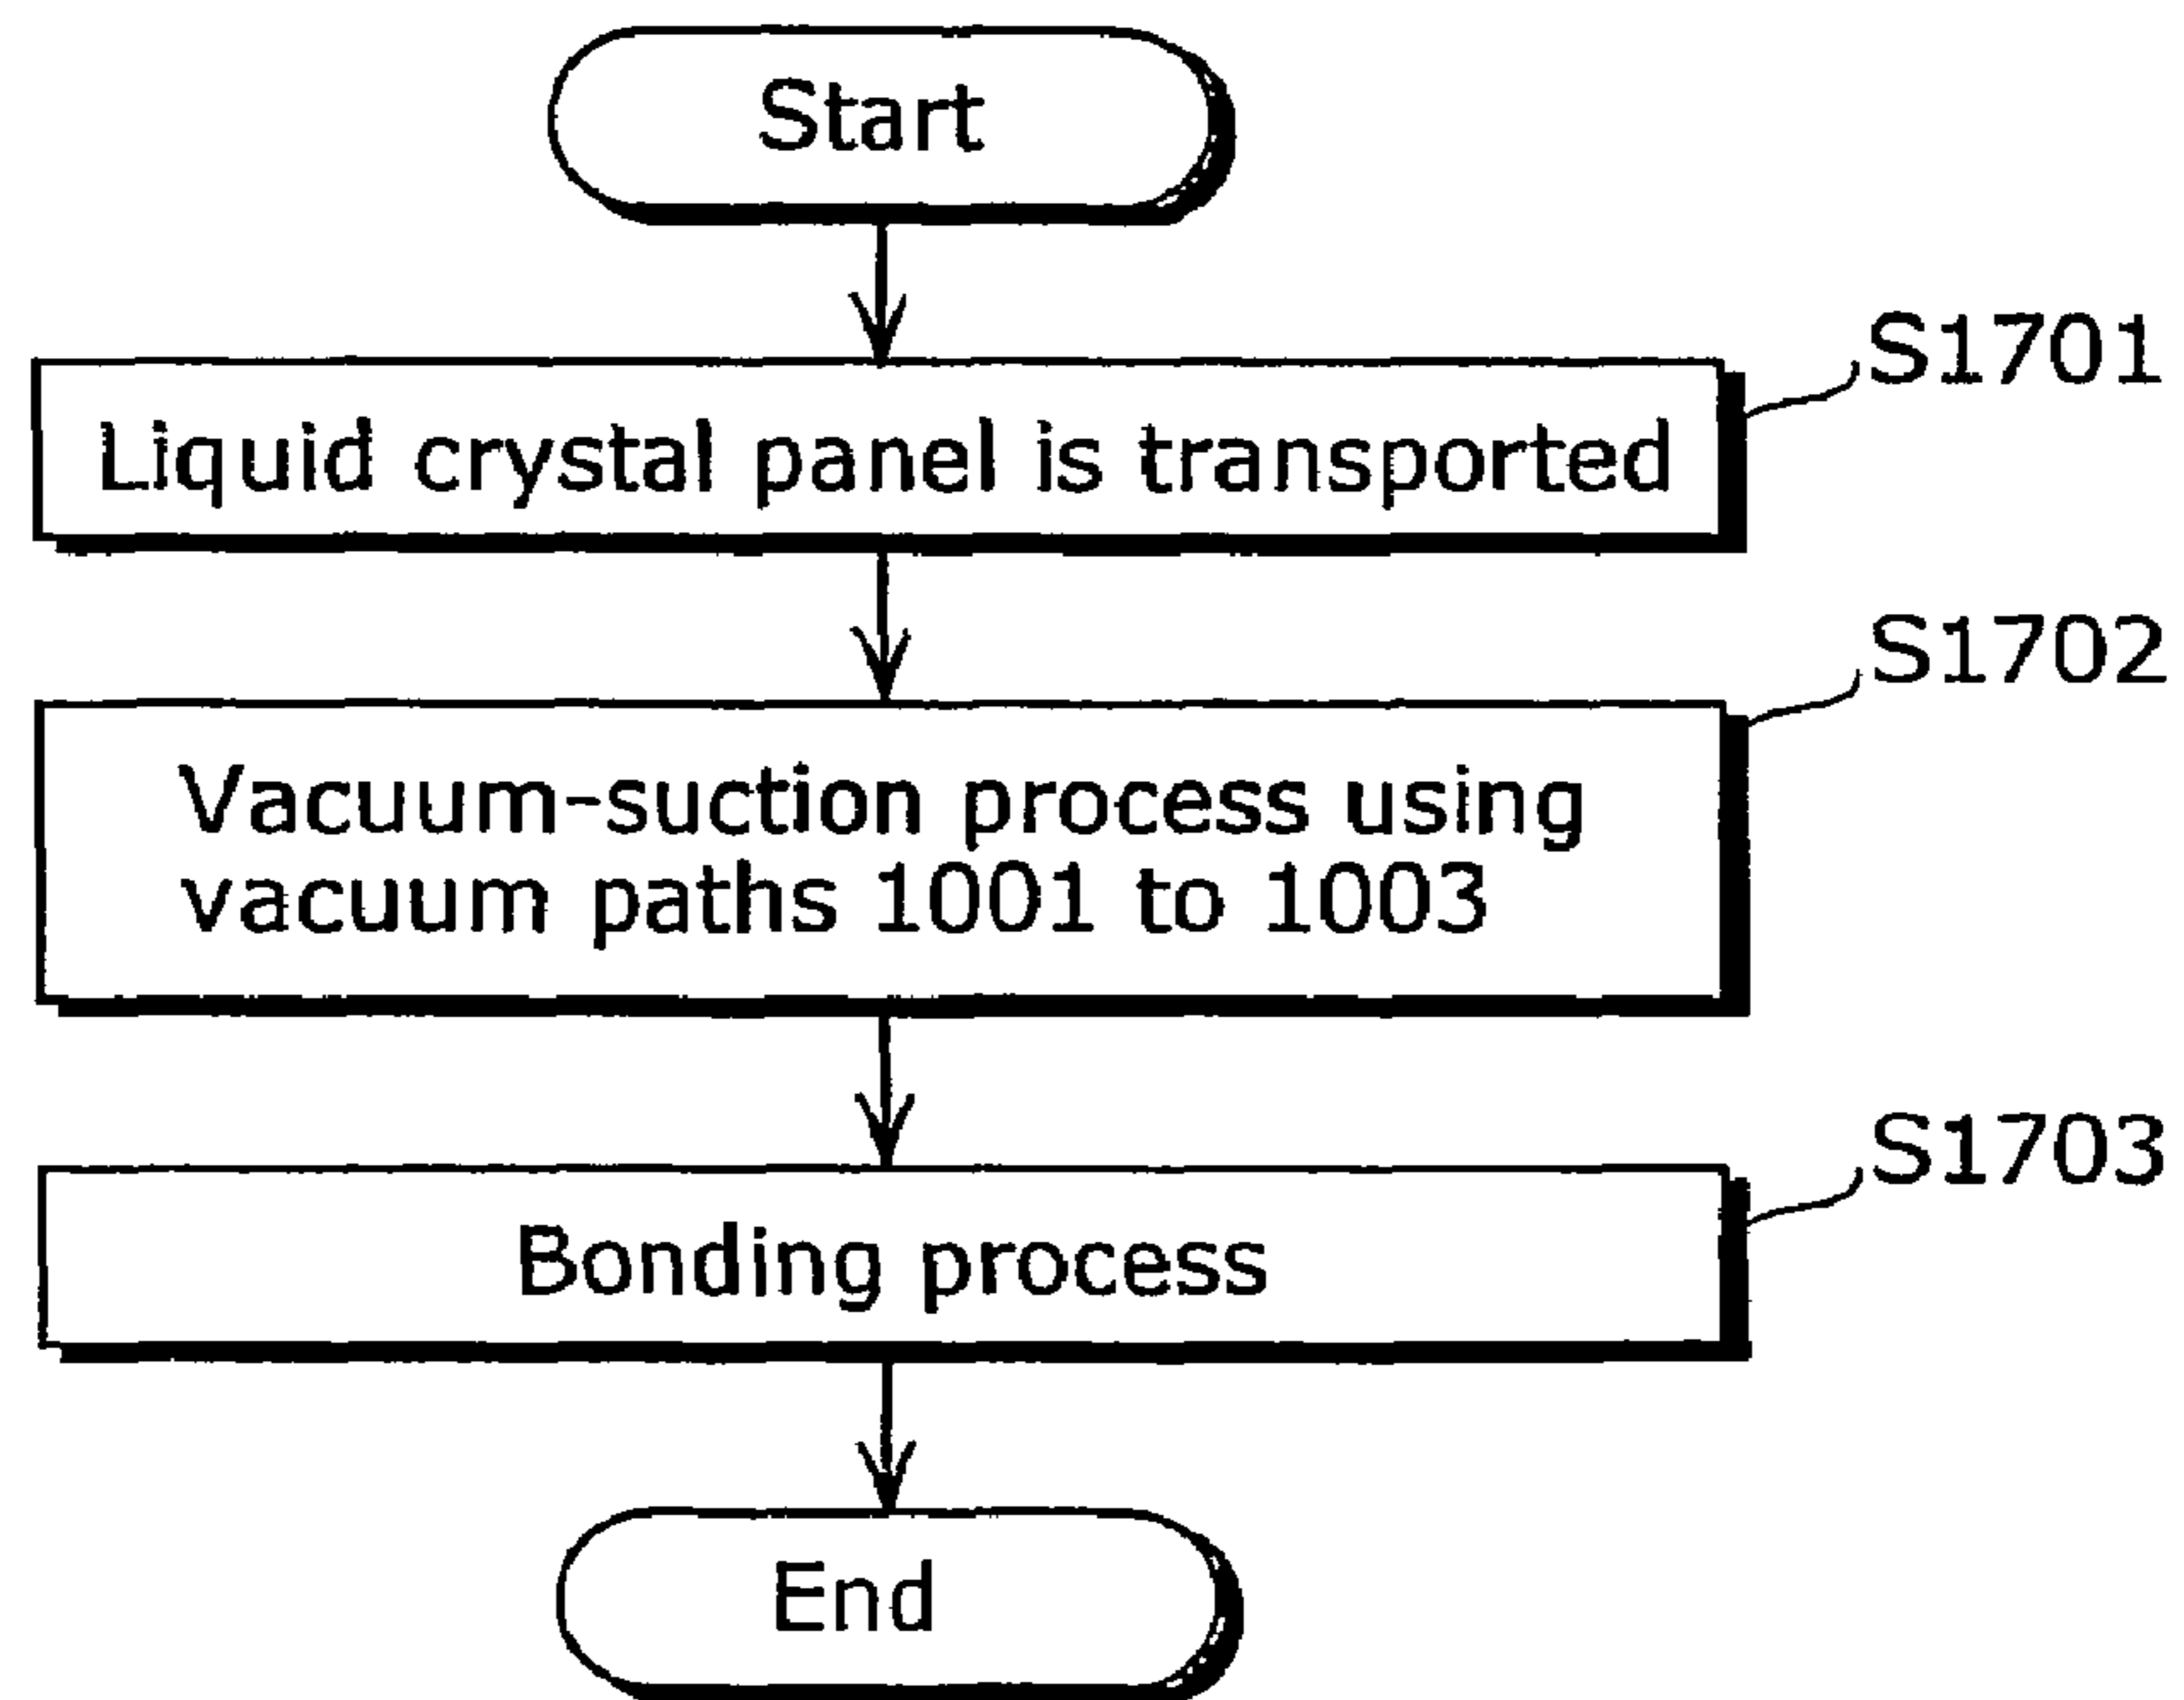 Start
S1701
Liquid crystal panel is transported
S1702
Vacuum-suction process using
vacuum paths 1001 to 1003
S1703
Bonding process
End